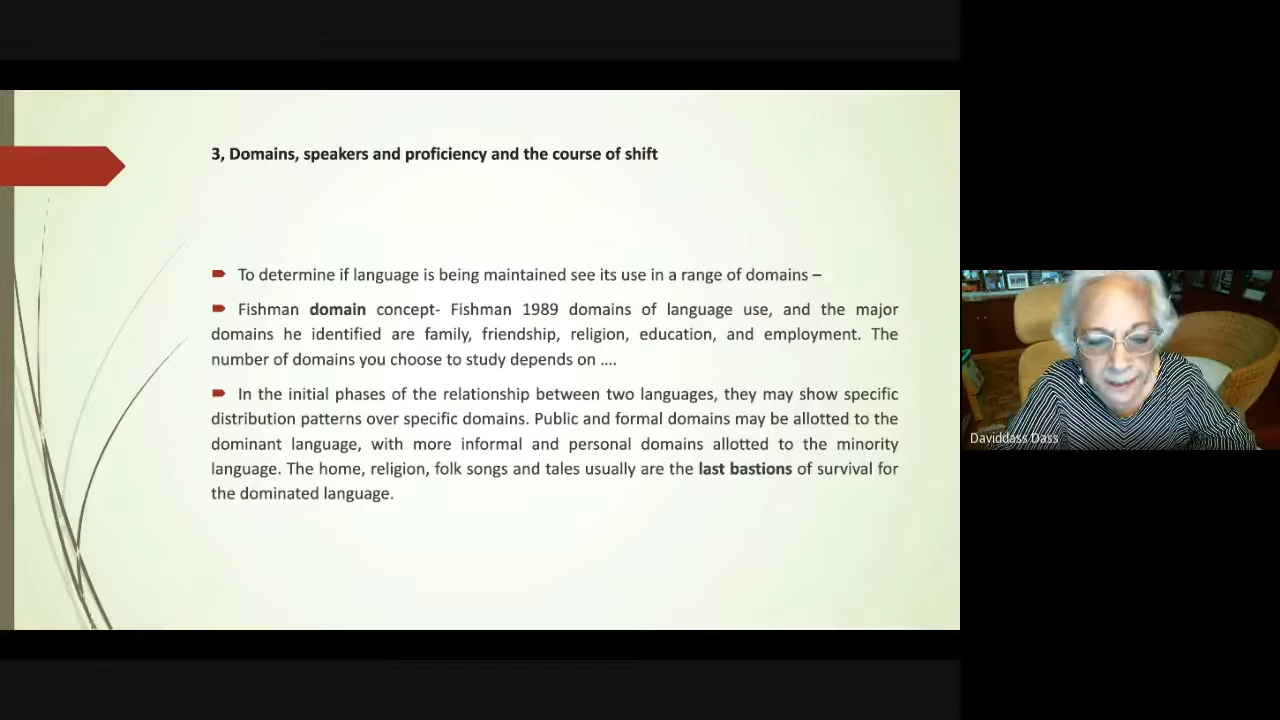 3, Domains, speakers and proficiency and the course of shift
To determine if language is being maintained see its use in a range of domains –
Fishman domain concept- Fishman 1989 domains of language use, and the major
domains he identified are family, friendship, religion, education, and employment. The
number of domains you choose to study depends on ....
In the initial phases of the relationship between two languages, they may show specific
distribution patterns over specific domains. Public and formal domains may be allotted to the
dominant language, with more informal and personal domains allotted to the minority
language. The home, religion, folk songs and tales usually are the last bastions of survival for
the dominated language.
Daviddass Dass